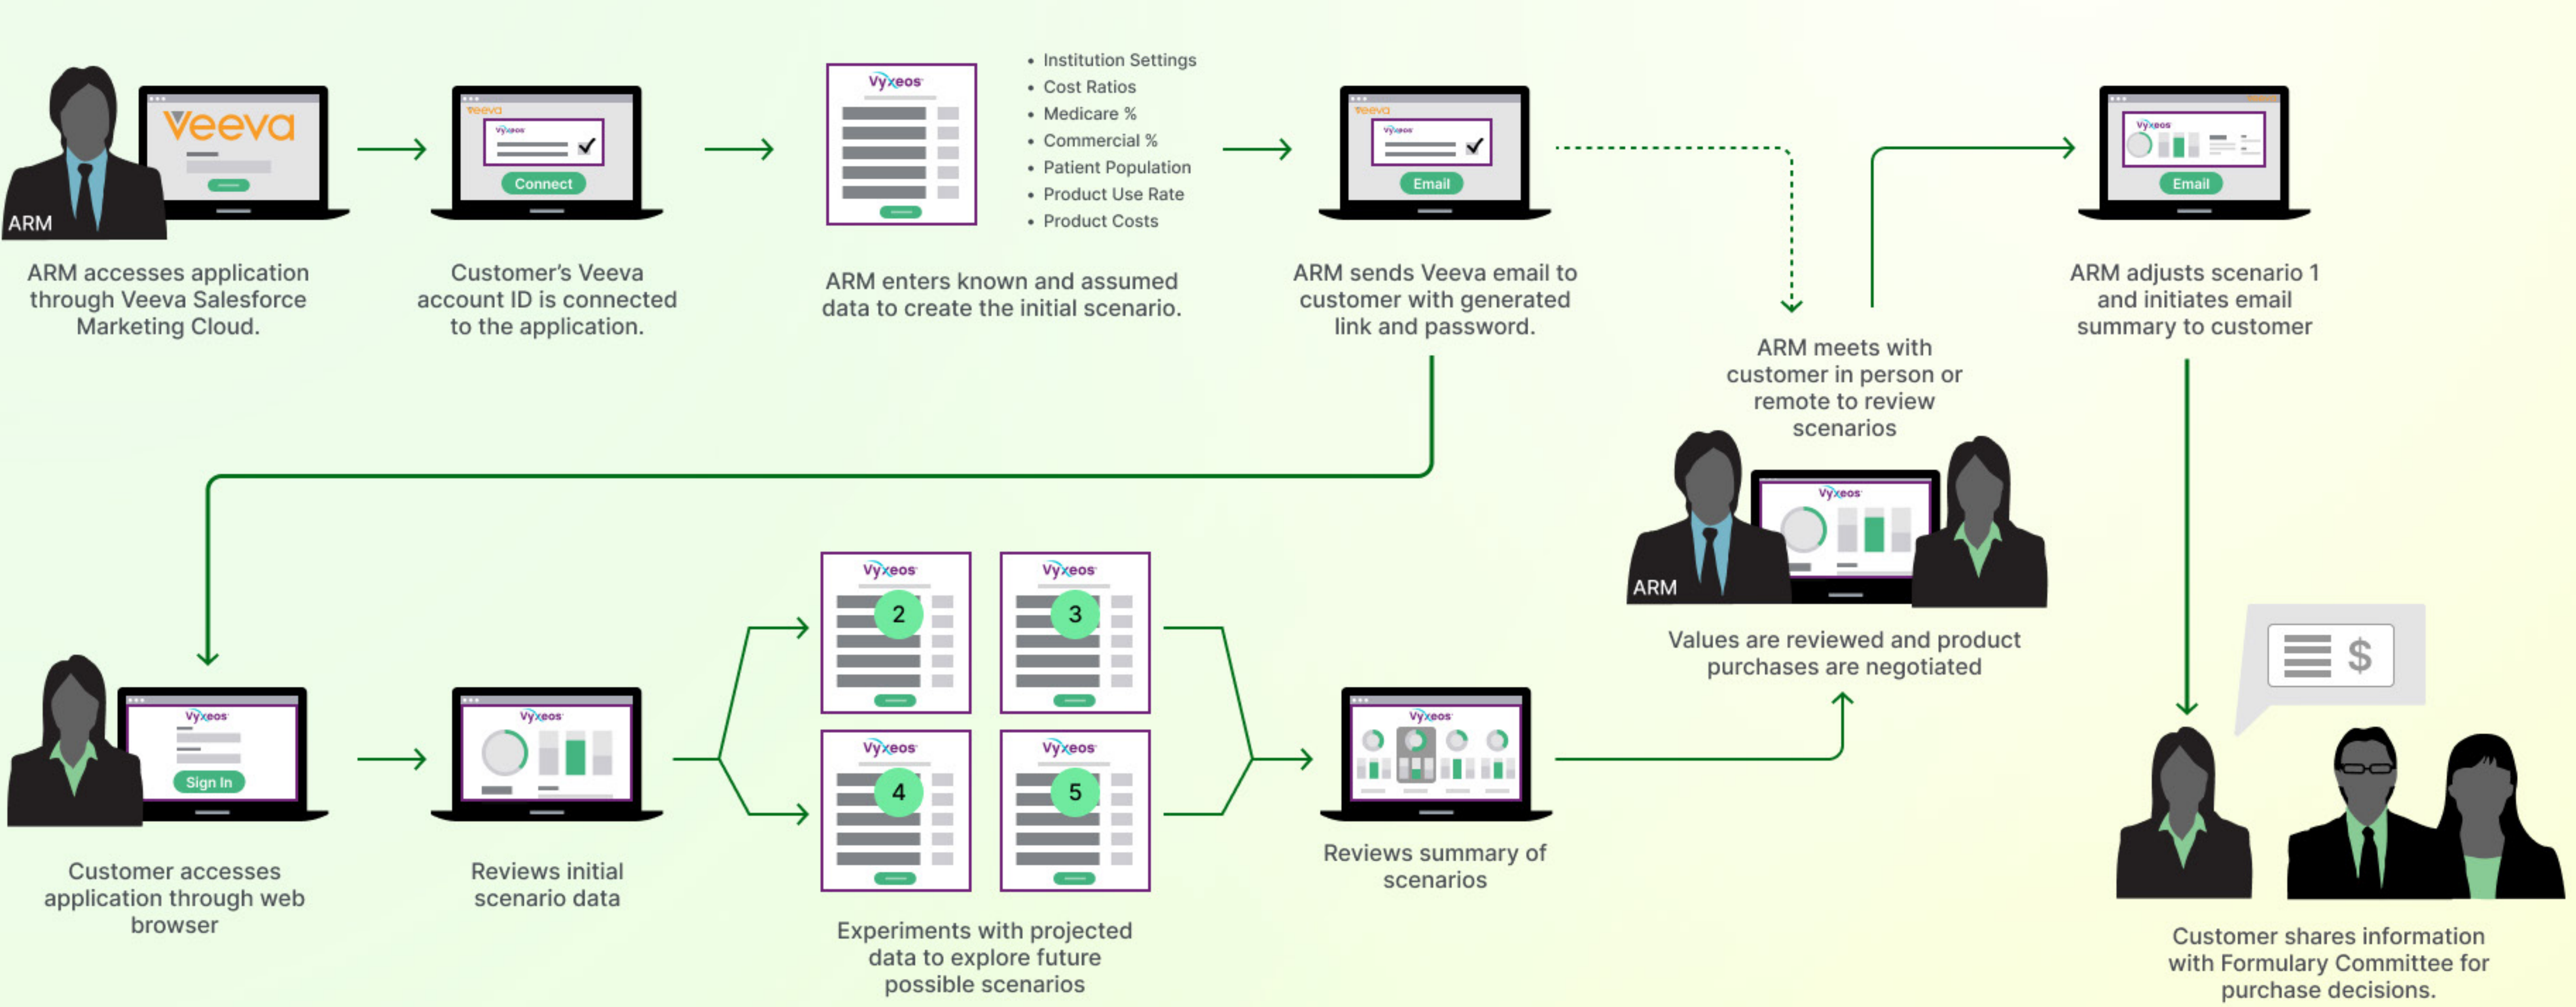 Veeva
ARM
ARM accesses application
through Veeva Salesforce
Marketing Cloud.
veeva
Vyxeos
Connect
Customer's Veeva
account ID is connected
to the application.
Vyxeos
• Institution Settings
• Cost Ratios
• Medicare %
• Commercial %
• Patient Population
• Product Use Rate
• Product Costs
ARM enters known and assumed
data to create the initial scenario.
veeva
Vyxeos
Email
ARM sends Veeva email to
customer with generated
link and password.
ARM meets with
customer in person or
remote to review
scenarios
Vyxeos
ARM
Values are reviewed and product
purchases are negotiated
Vyxeos
Email
ARM adjusts scenario 1
and initiates email
summary to customer
Vyxeos
Sign In
Customer accesses
application through web
browser
Vyxeos
Reviews initial
scenario data
Vyxeos
2
Vyxeos
3
Vyxeos
4
Vyxeos
5
Experiments with projected
data to explore future
possible scenarios
Vyxeos
Reviews summary of
scenarios
$
Customer shares information
with Formulary Committee for
purchase decisions.